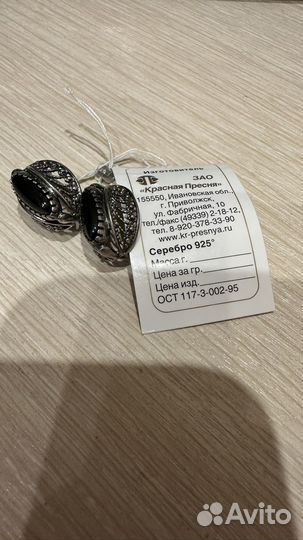 Изготовитель
ЗАО
«Красная Пресня»
155550, Ивановская обл.,
г. Приволжск,
ул. Фабричная, 10
тел./факс (49339) 2-18-12,
тел. 8-920-378-33-90
www.kr-presnya.ru
Серебро 925°
Масса г.
Цена за гр.
Цена изд.
ОСТ 117-3-002-95
Avito